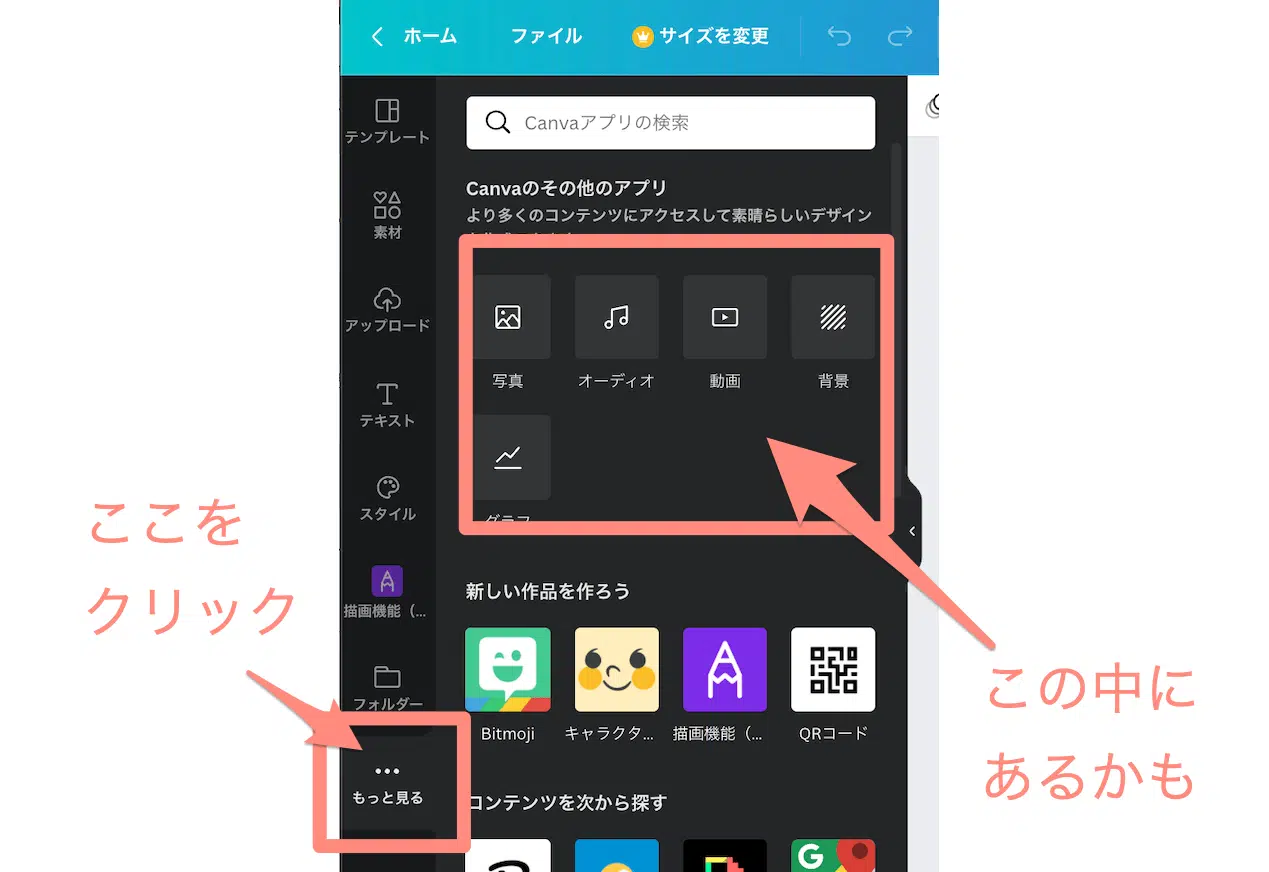 ホーム ファイル サイズを変更
テンプレート
素材
アップロード
テキスト
スタイル
描画機能（...
フォルダー
もっと見る
Canvaアプリの検索
Canvaのその他のアプリ
より多くのコンテンツにアクセスして素晴らしいデザイン
写真 オーディオ 動画 背景
グラフ
新しい作品を作ろう
Bitmoji キャラクタ... 描画機能（... QRコード
コンテンツを次から探す
G
ここを
クリック
この中に
あるかも